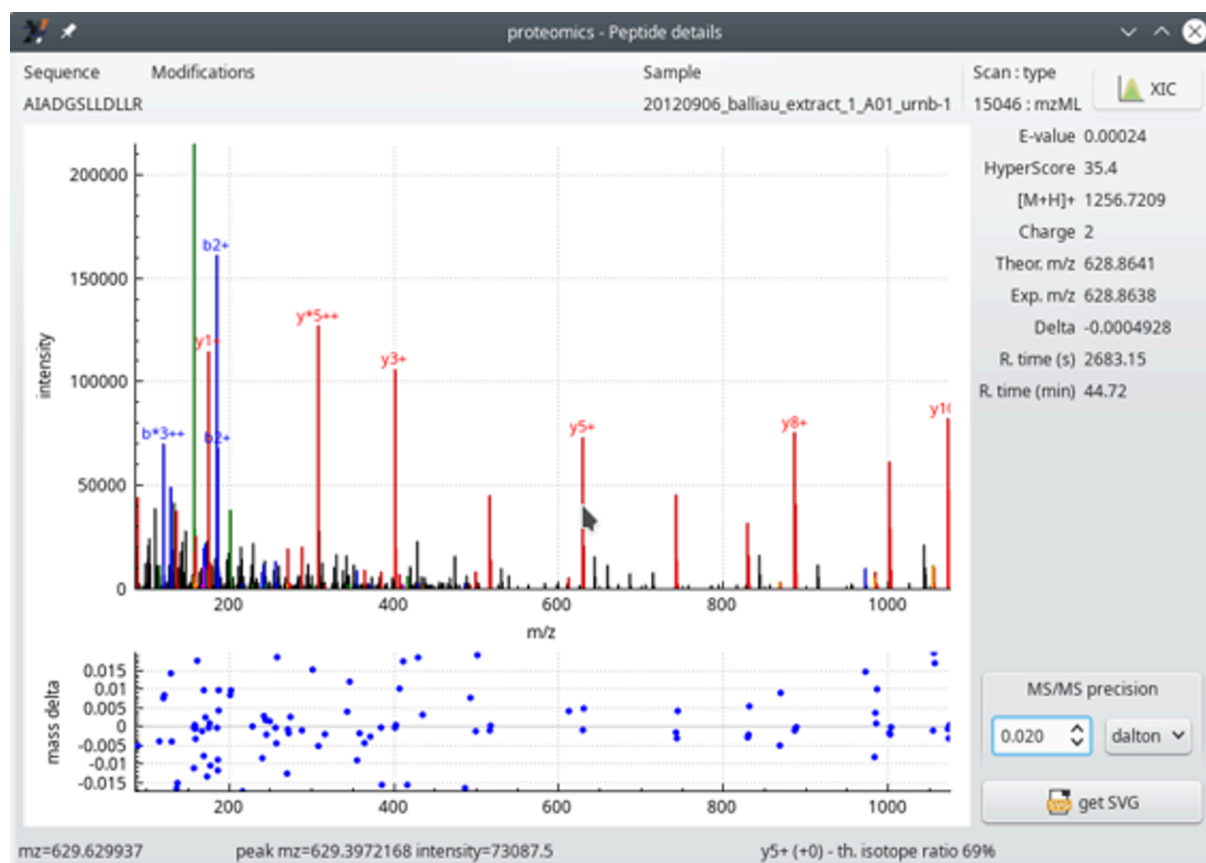 proteomics - Peptide details
Sequence Modifications Sample Scan : type
AIADGSLLDLLR 20120906_balliau_extract_1_A01_urnb-1 15046 : mzML
XIC
E-value 0.00024
HyperScore 35.4
[M+H]+ 1256.7209
Charge 2
Theor. m/z 628.8641
Exp. m/z 628.8638
Delta -0.0004928
R. time (s) 2683.15
R. time (min) 44.72
intensity
200000
150000
100000
50000
0
b2+
y*5++
y1+
y3+
b*3++
b2+
y5+
y8+
y10
200 400 600 800 1000
m/z
mass delta
0.015
0.01
0.005
0
-0.005
-0.01
-0.015
200 400 600 800 1000
MS/MS precision
0.020 dalton
get SVG
mz=629.629937 peak mz=629.3972168 intensity=73087.5 y5+ (+0) - th. isotope ratio 69%